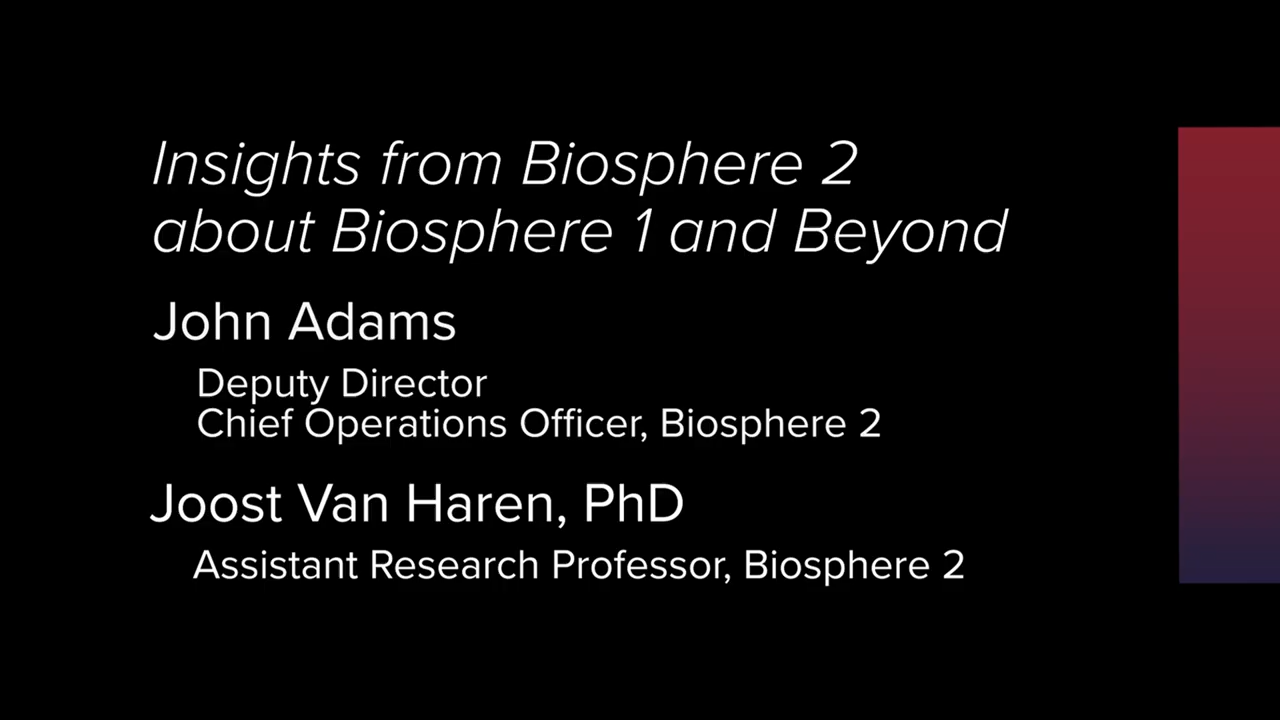 Insights from Biosphere 2
about Biosphere 1 and Beyond
John Adams
Deputy Director
Chief Operations Officer, Biosphere 2
Joost Van Haren, PhD
Assistant Research Professor, Biosphere 2